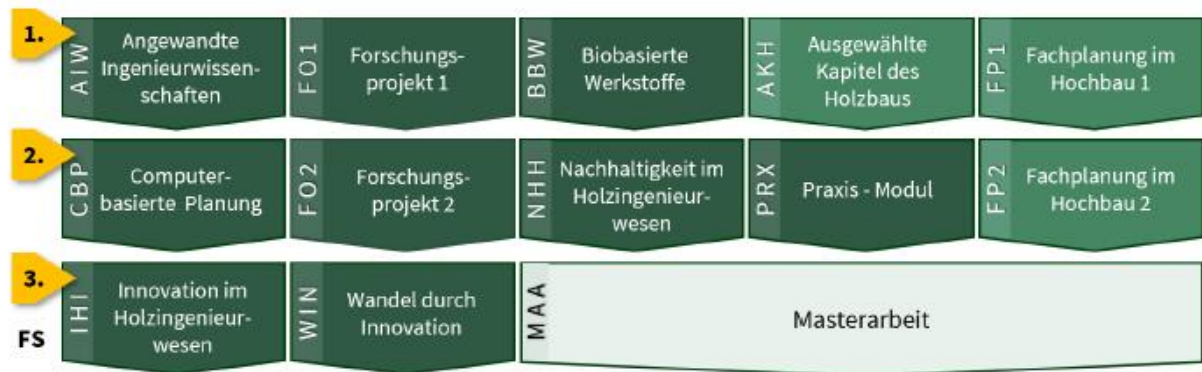 1.
AIW
Angewandte
Ingenieurwissen-
schaften
FO1
Forschungs-
projekt 1
BBW
Biobasierte
Werkstoffe
AKH
Ausgewählte
Kapitel des
Holzbaus
FP1
Fachplanung im
Hochbau 1
2.
CBP
Computer-
basierte Planung
FO2
Forschungs-
projekt 2
NHH
Nachhaltigkeit im
Holzingenieur-
wesen
PRX
Praxis - Modul
FP2
Fachplanung im
Hochbau 2
3.
FS
IHI
Innovation im
Holzingenieur-
wesen
WIN
Wandel durch
Innovation
MAA
Masterarbeit